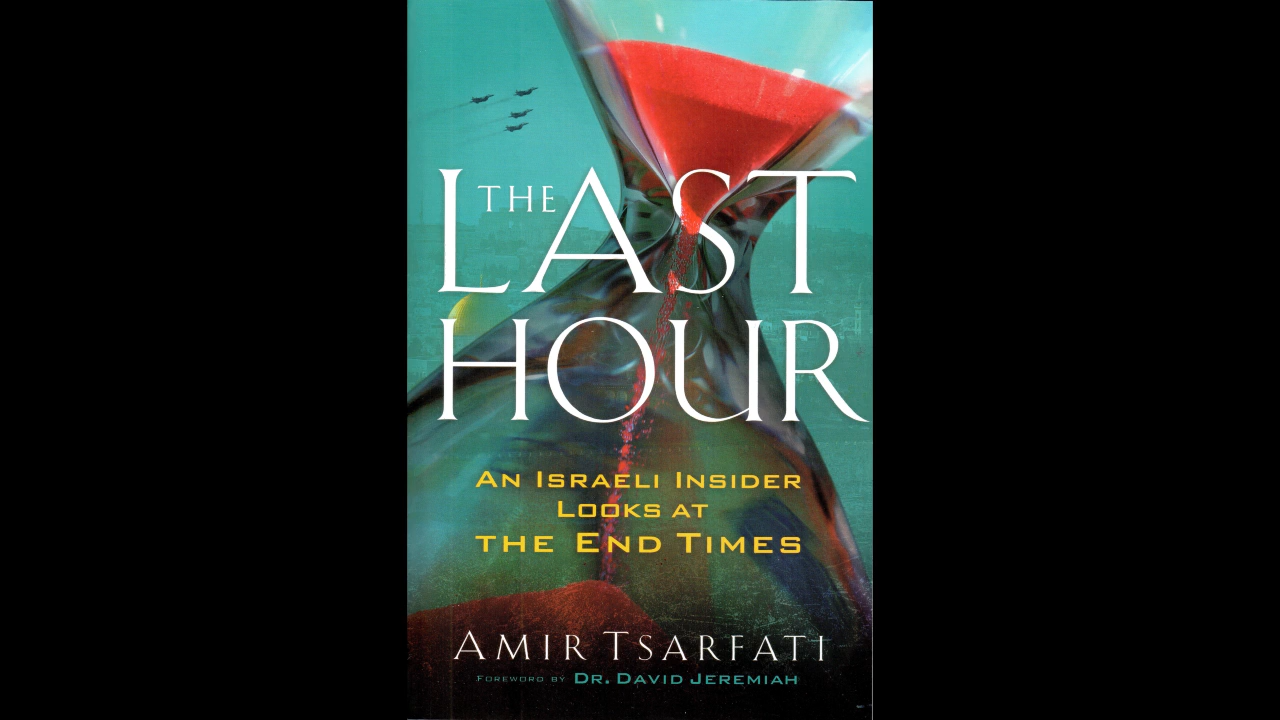 THE LAST
HOUR
AN ISRAELI INSIDER
LOOKS AT
THE END TIMES
AMIR TSARFATI
FOREWORD BY DR. DAVID JEREMIAH